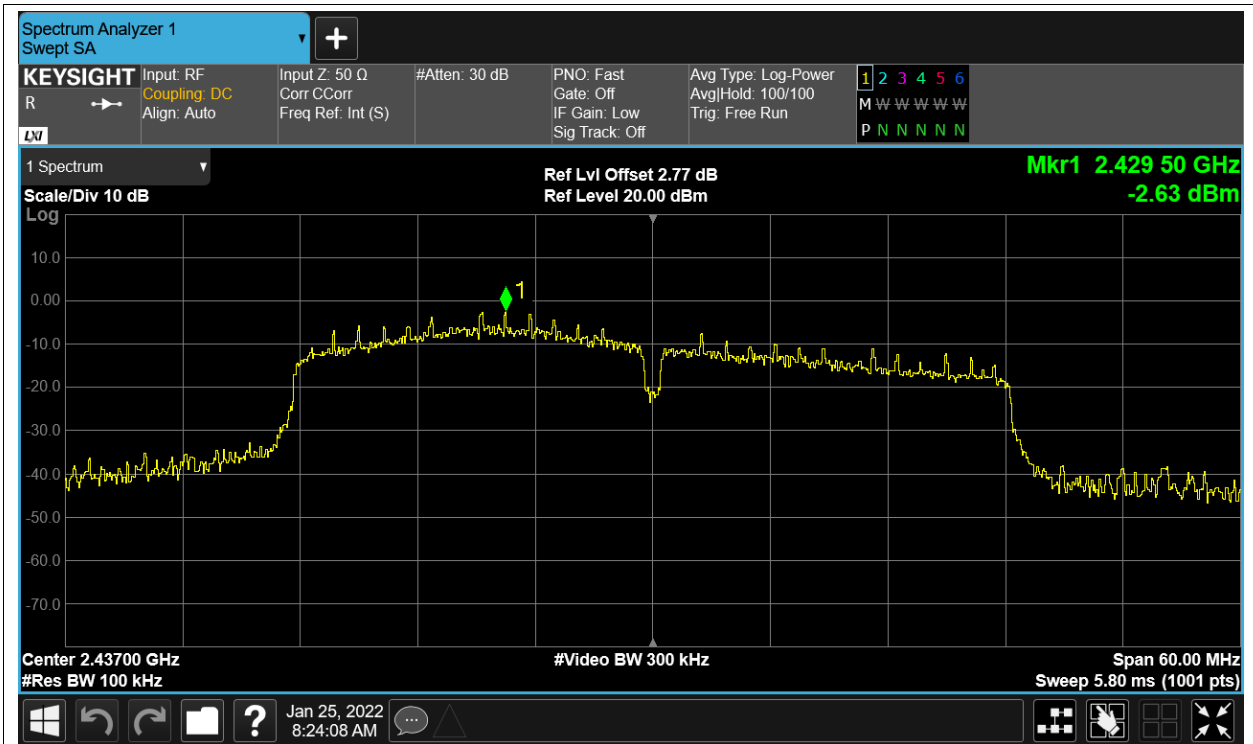 Spectrum Analyzer 1
Swept SA
+
KEYSIGHT
R
LXI
Input: RF
Coupling: DC
Align: Auto
Input Z: 50 Ω
Corr CCorr
Freq Ref: Int (S)
#Atten: 30 dB
PNO: Fast
Gate: Off
IF Gain: Low
Sig Track: Off
Avg Type: Log-Power
Avg|Hold: 100/100
Trig: Free Run
1 2 3 4 5 6
M W W W W W
P N N N N N
1 Spectrum
Scale/Div 10 dB
Ref Lvl Offset 2.77 dB
Ref Level 20.00 dBm
Mkr1 2.429 50 GHz
-2.63 dBm
Log
10.0
0.00
-10.0
-20.0
-30.0
-40.0
-50.0
-60.0
-70.0
1
Center 2.43700 GHz
#Res BW 100 kHz
#Video BW 300 kHz
Span 60.00 MHz
Sweep 5.80 ms (1001 pts)
?
Jan 25, 2022
8:24:08 AM